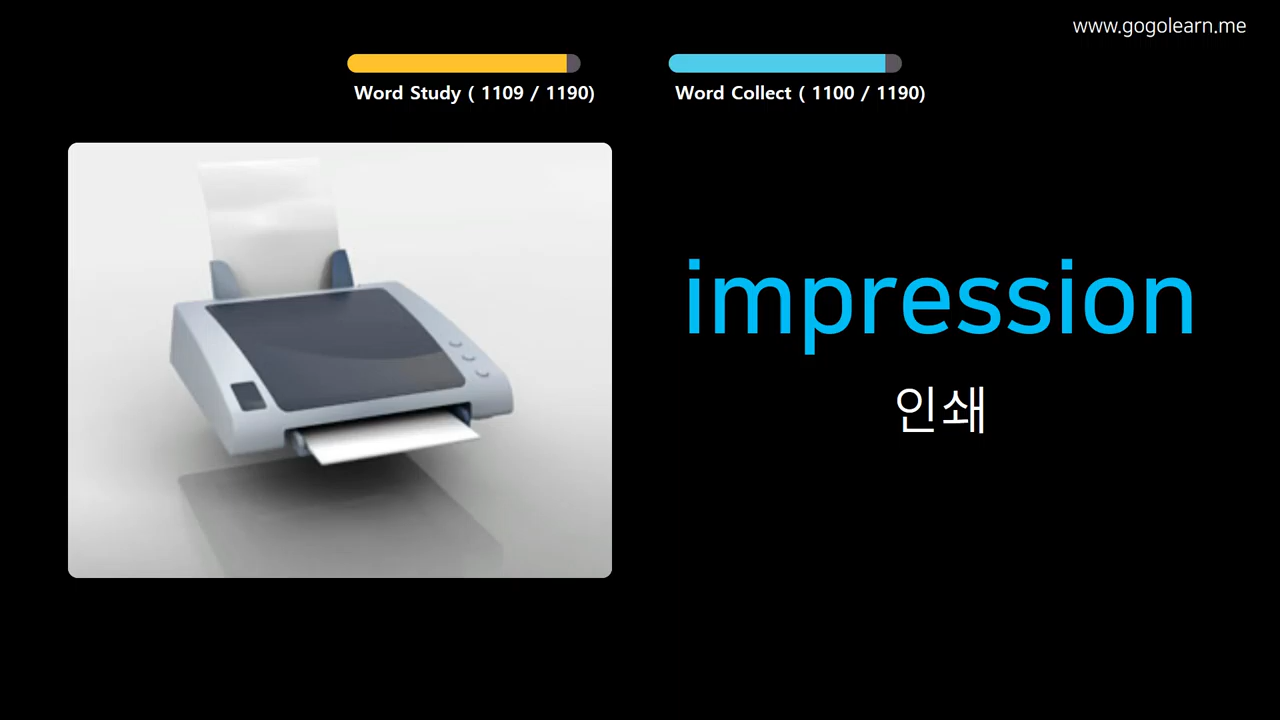 www.gogolearn.me
Word Study ( 1109 / 1190)
Word Collect ( 1100 / 1190)
impression
인쇄